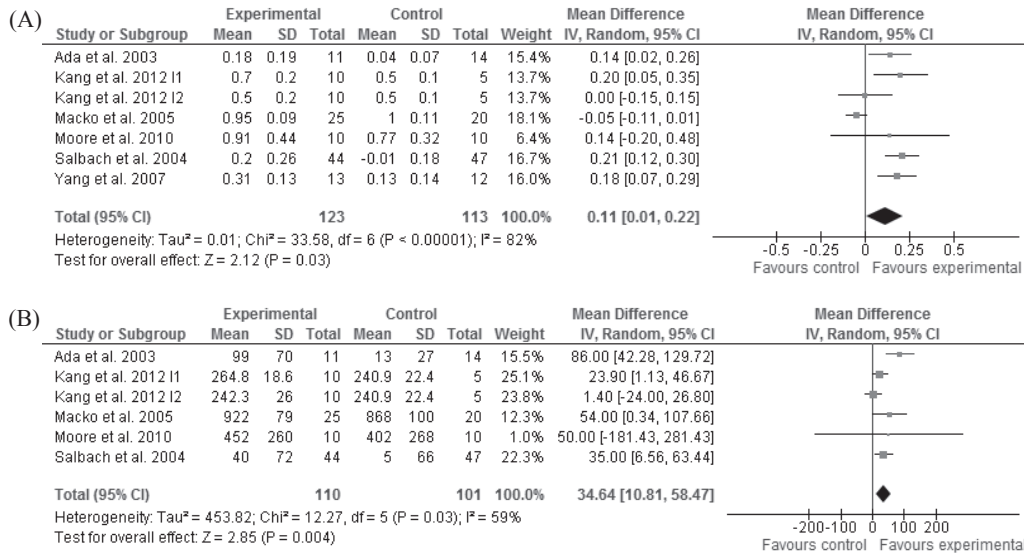 (A)
Experimental Control Mean Difference Mean Difference
Study or Subgroup Mean SD Total Mean SD Total Weight IV, Random, 95% CI IV, Random, 95% CI
Ada et al. 2003 0.18 0.19 11 0.04 0.07 14 15.4% 0.14 [0.02, 0.26]
Kang et al. 2012 I1 0.7 0.2 10 0.5 0.1 5 13.7% 0.20 [0.05, 0.35]
Kang et al. 2012 I2 0.5 0.2 10 0.5 0.1 5 13.7% 0.00 [-0.15, 0.15]
Macko et al. 2005 0.95 0.09 25 1 0.11 20 18.1% -0.05 [-0.11, 0.01]
Moore et al. 2010 0.91 0.44 10 0.77 0.32 10 6.4% 0.14 [-0.20, 0.48]
Salbach et al. 2004 0.2 0.26 44 -0.01 0.18 47 16.7% 0.21 [0.12, 0.30]
Yang et al. 2007 0.31 0.13 13 0.13 0.14 12 16.0% 0.18 [0.07, 0.29]
Total (95% CI) 123 113 100.0% 0.11 [0.01, 0.22]
Heterogeneity: Tau² = 0.01; Chi² = 33.58, df = 6 (P < 0.00001); I² = 82%
Test for overall effect: Z = 2.12 (P = 0.03)
-0.5 -0.25 0 0.25 0.5
Favours control Favours experimental
(B)
Experimental Control Mean Difference Mean Difference
Study or Subgroup Mean SD Total Mean SD Total Weight IV, Random, 95% CI IV, Random, 95% CI
Ada et al. 2003 99 70 11 13 27 14 15.5% 86.00 [42.28, 129.72]
Kang et al. 2012 I1 264.8 18.6 10 240.9 22.4 5 25.1% 23.90 [1.13, 46.67]
Kang et al. 2012 I2 242.3 26 10 240.9 22.4 5 23.8% 1.40 [-24.00, 26.80]
Macko et al. 2005 922 79 25 868 100 20 12.3% 54.00 [0.34, 107.66]
Moore et al. 2010 452 260 10 402 268 10 1.0% 50.00 [-181.43, 281.43]
Salbach et al. 2004 40 72 44 5 66 47 22.3% 35.00 [6.56, 63.44]
Total (95% CI) 110 101 100.0% 34.64 [10.81, 58.47]
Heterogeneity: Tau² = 453.82; Chi² = 12.27, df = 5 (P = 0.03); I² = 59%
Test for overall effect: Z = 2.85 (P = 0.004)
-200 -100 0 100 200
Favours control Favours experimental